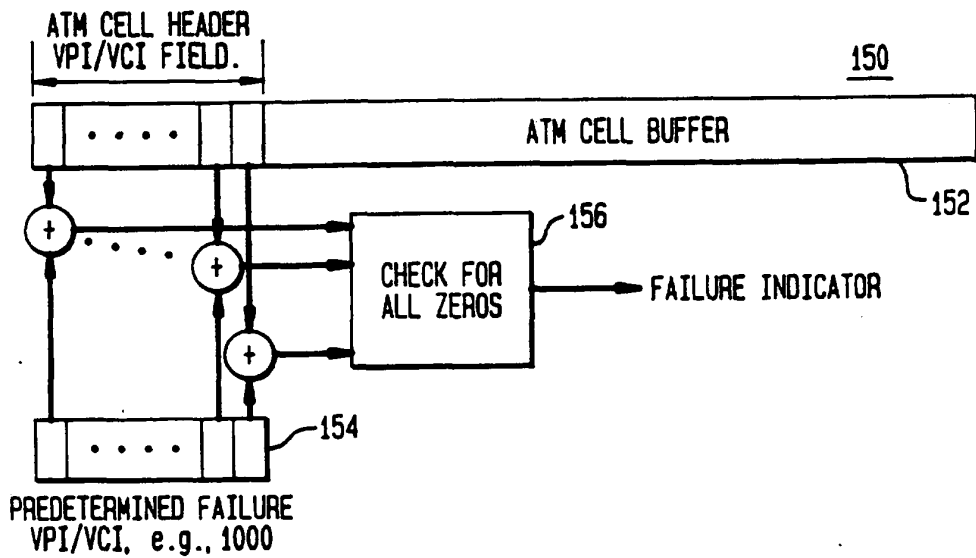 ATM CELL HEADER
VPI/VCI FIELD.
150
ATM CELL BUFFER
152
156
CHECK FOR
ALL ZEROS
FAILURE INDICATOR
+
+
+
154
PREDETERMINED FAILURE
VPI/VCI, e.g., 1000